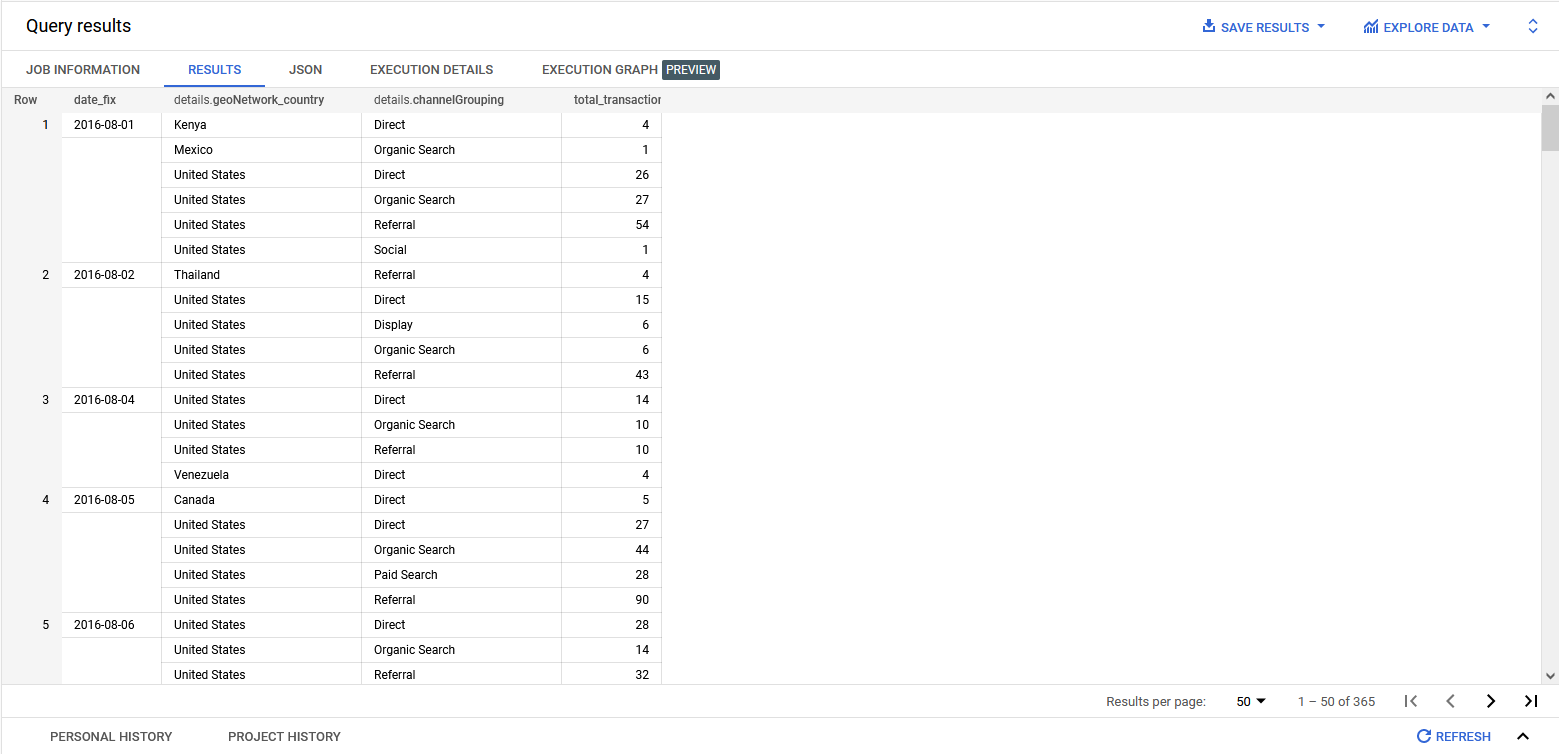 Query results
SAVE RESULTS
EXPLORE DATA
JOB INFORMATION RESULTS JSON EXECUTION DETAILS EXECUTION GRAPH PREVIEW
Row date_fix details.geoNetwork_country details.channelGrouping total_transaction
1 2016-08-01 Kenya Direct 4
Mexico Organic Search 1
United States Direct 26
United States Organic Search 27
United States Referral 54
United States Social 1
2 2016-08-02 Thailand Referral 4
United States Direct 15
United States Display 6
United States Organic Search 6
United States Referral 43
3 2016-08-04 United States Direct 14
United States Organic Search 10
United States Referral 10
Venezuela Direct 4
4 2016-08-05 Canada Direct 5
United States Direct 27
United States Organic Search 44
United States Paid Search 28
United States Referral 90
5 2016-08-06 United States Direct 28
United States Organic Search 14
United States Referral 32
Results per page: 50 1 – 50 of 365
PERSONAL HISTORY PROJECT HISTORY REFRESH